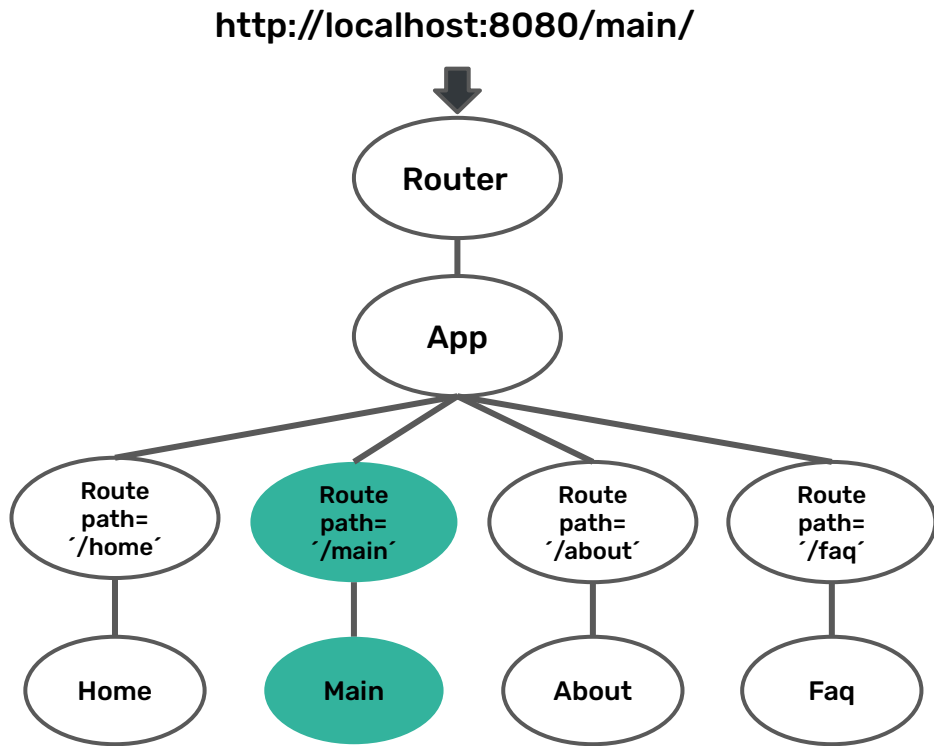 http://localhost:8080/main/
Router
App
Route
path=
´/home´
Route
path=
´/main´
Route
path=
´/about´
Route
path=
´/faq´
Home
Main
About
Faq